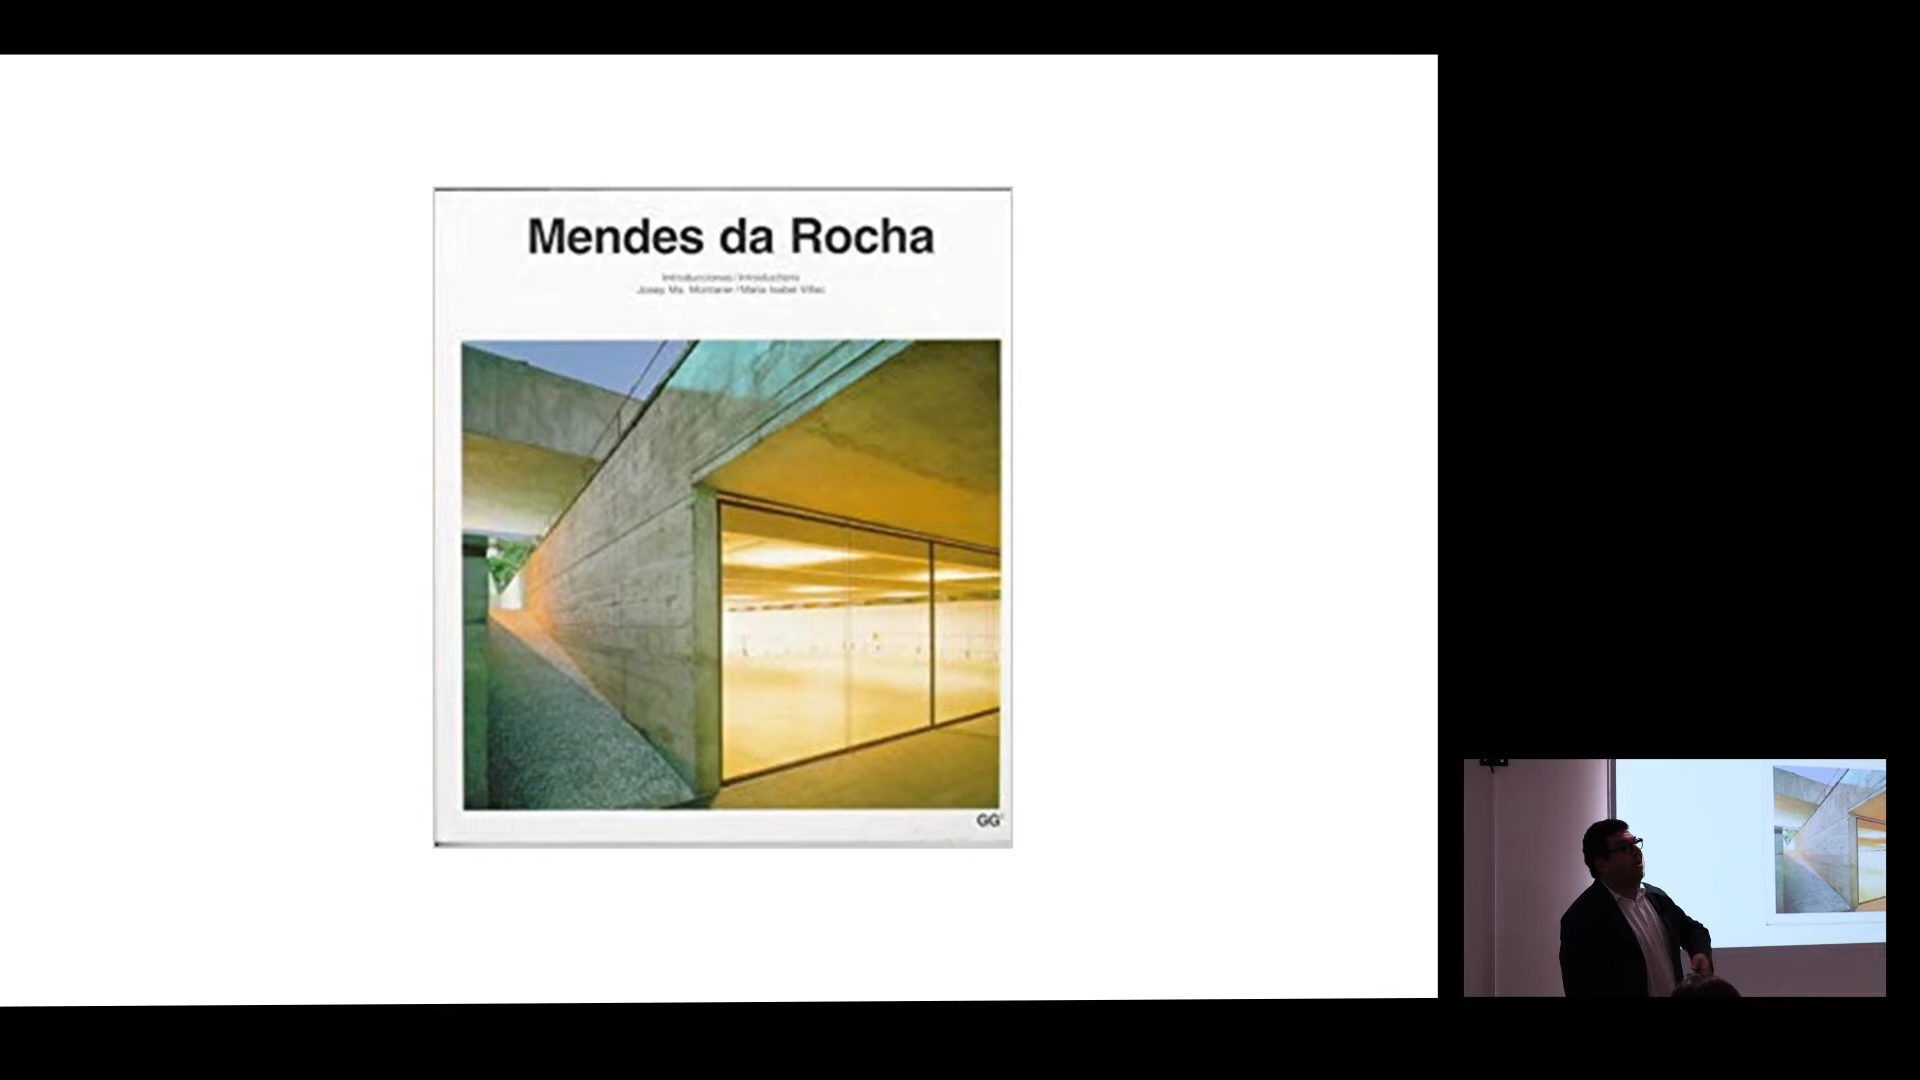 Mendes da Rocha
Introducciones / Introductions
Josep Ma. Montaner / Maria Isabel Villac
GG